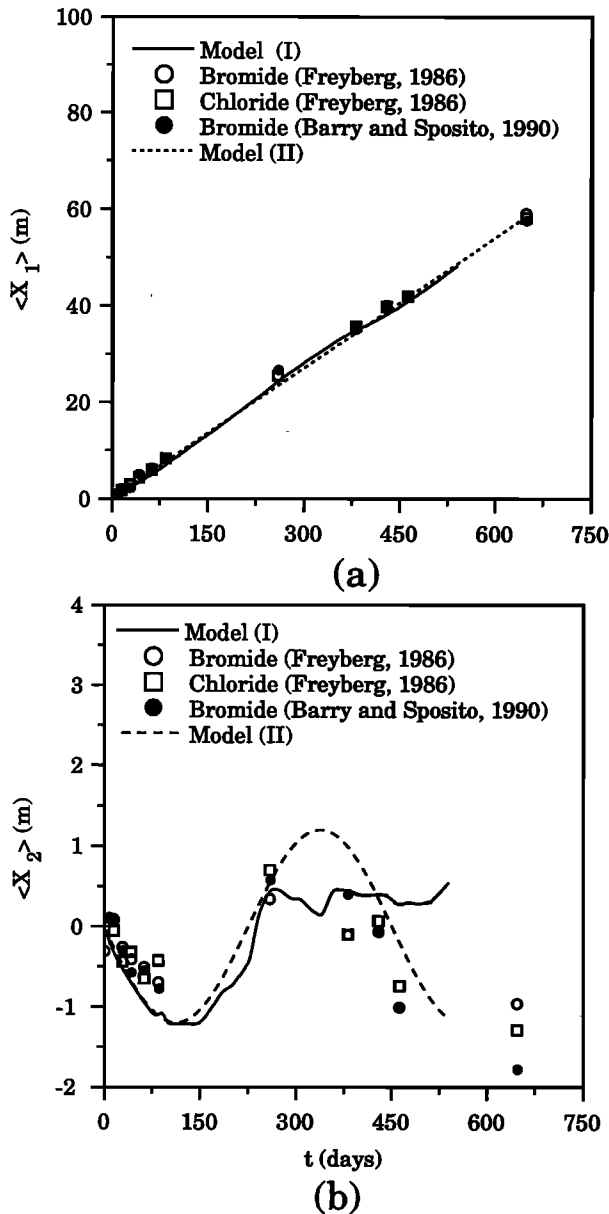 100
80
60
40
20
0
<X₁> (m)
Model (I)
Bromide (Freyberg, 1986)
Chloride (Freyberg, 1986)
Bromide (Barry and Sposito, 1990)
Model (II)
0 150 300 450 600 750
(a)
4
3
2
1
0
-1
-2
<X₂> (m)
Model (I)
Bromide (Freyberg, 1986)
Chloride (Freyberg, 1986)
Bromide (Barry and Sposito, 1990)
Model (II)
0 150 300 450 600 750
t (days)
(b)